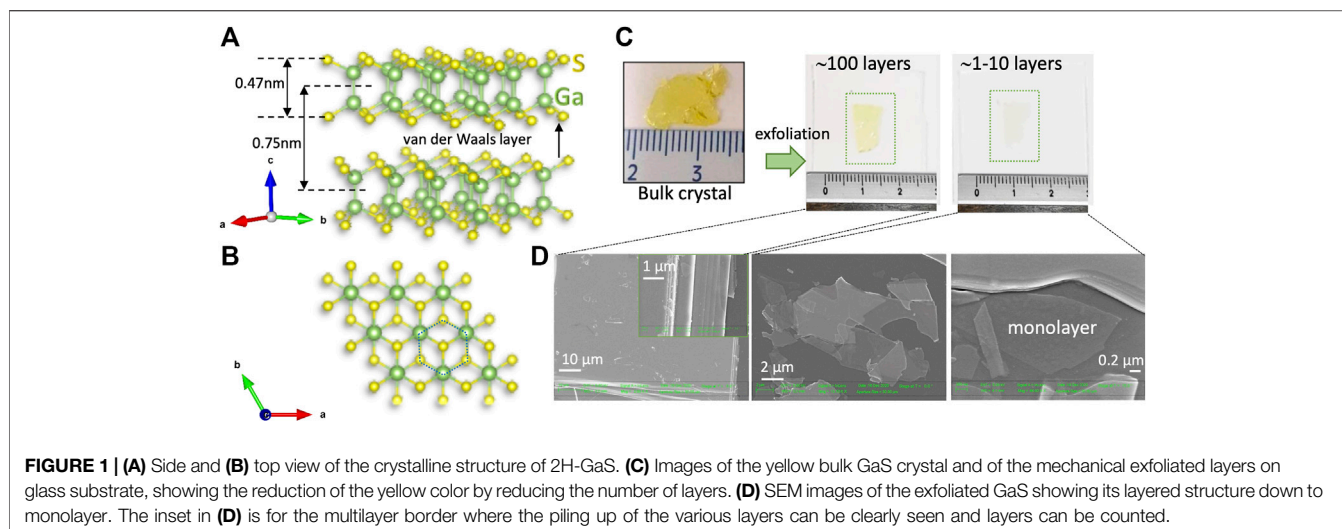 A
0.47nm
0.75nm
S
Ga
van der Waals layer
c
a
b
B
b
a
C
2 3
Bulk crystal
exfoliation
~100 layers
0 1 2
~1-10 layers
0 1 2
D
1 µm
10 µm
2 µm
monolayer
0.2 µm
FIGURE 1 | (A) Side and (B) top view of the crystalline structure of 2H-GaS. (C) Images of the yellow bulk GaS crystal and of the mechanical exfoliated layers on
glass substrate, showing the reduction of the yellow color by reducing the number of layers. (D) SEM images of the exfoliated GaS showing its layered structure down to
monolayer. The inset in (D) is for the multilayer border where the piling up of the various layers can be clearly seen and layers can be counted.